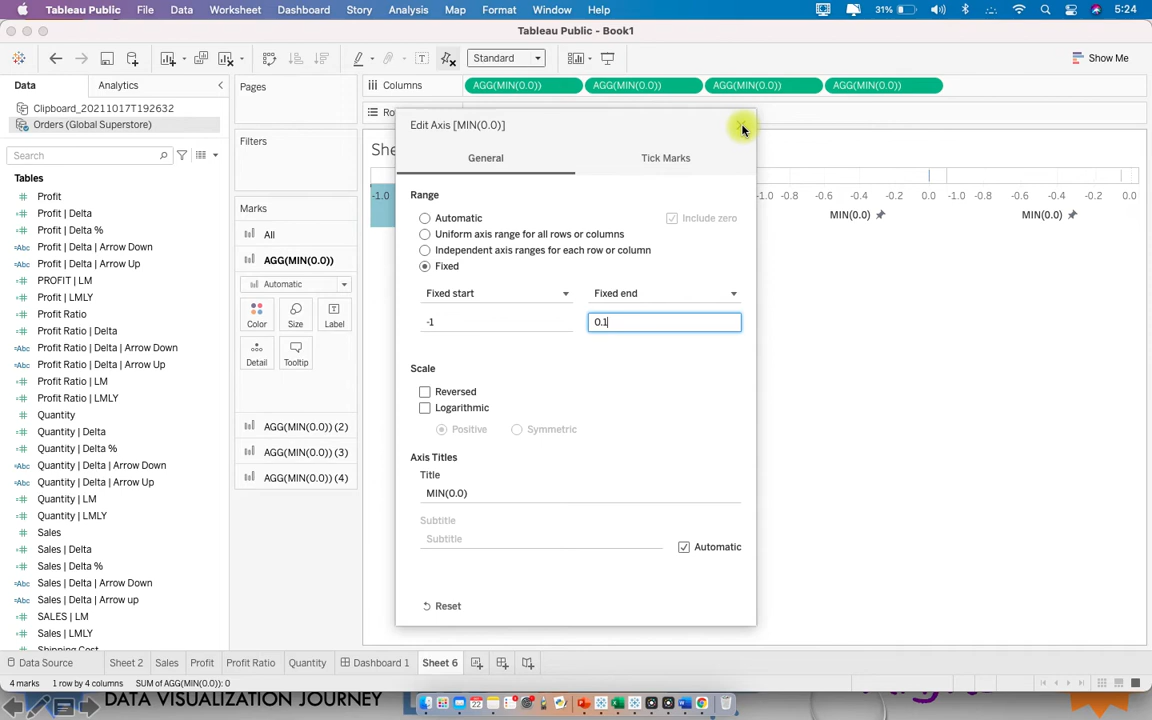 Tableau Public File Data Worksheet Dashboard Story Analysis Map Format Window Help 31% 5:24
Tableau Public - Book1
Standard Show Me
Data Analytics Pages Columns AGG(MIN(0.0)) AGG(MIN(0.0)) AGG(MIN(0.0)) AGG(MIN(0.0))
Clipboard_20211017T192632
Orders (Global Superstore)
Search
Tables
Profit
Profit | Delta
Profit | Delta %
Profit | Delta | Arrow Down
Profit | Delta | Arrow Up
PROFIT | LM
Profit | LMLY
Profit Ratio
Profit Ratio | Delta
Profit Ratio | Delta | Arrow Down
Profit Ratio | Delta | Arrow Up
Profit Ratio | LM
Profit Ratio | LMLY
Quantity
Quantity | Delta
Quantity | Delta %
Quantity | Delta | Arrow Down
Quantity | Delta | Arrow Up
Quantity | LM
Quantity | LMLY
Sales
Sales | Delta
Sales | Delta %
Sales | Delta | Arrow Down
Sales | Delta | Arrow up
SALES | LM
Sales | LMLY
Shipping Cost
Filters
Marks
All
AGG(MIN(0.0))
Automatic
Color Size Label
Detail Tooltip
AGG(MIN(0.0)) (2)
AGG(MIN(0.0)) (3)
AGG(MIN(0.0)) (4)
-1.0
Edit Axis [MIN(0.0)]
General Tick Marks
Range
Automatic Include zero
Uniform axis range for all rows or columns
Independent axis ranges for each row or column
Fixed
Fixed start Fixed end
-1 0.1
Scale
Reversed
Logarithmic
Positive Symmetric
Axis Titles
Title
MIN(0.0)
Subtitle
Subtitle
Automatic
Reset
-1.0 -0.8 -0.6 -0.4 -0.2 0.0 -1.0 -0.8 -0.6 -0.4 -0.2 0.0
MIN(0.0) MIN(0.0)
Data Source Sheet 2 Sales Profit Profit Ratio Quantity Dashboard 1 Sheet 6
4 marks 1 row by 4 columns SUM of AGG(MIN(0.0)): 0
DATA VISUALIZATION JOURNEY